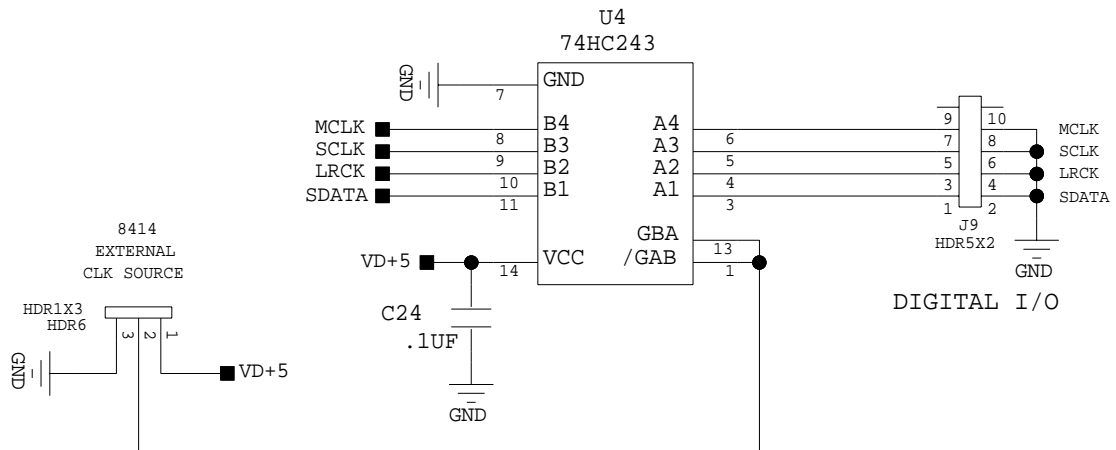 U4
74HC243
GND
GND
7
MCLK
B4
A4
9
10
MCLK
8
6
SCLK
B3
A3
7
8
SCLK
9
5
LRCK
B2
A2
5
6
LRCK
10
4
SDATA
B1
A1
3
4
SDATA
11
3
1
2
J9
HDR5X2
GBA
13
VD+5
14
VCC
/GAB
1
GND
DIGITAL I/O
8414
EXTERNAL
CLK SOURCE
HDR1X3
HDR6
3
2
1
GND
VD+5
C24
.1UF
GND